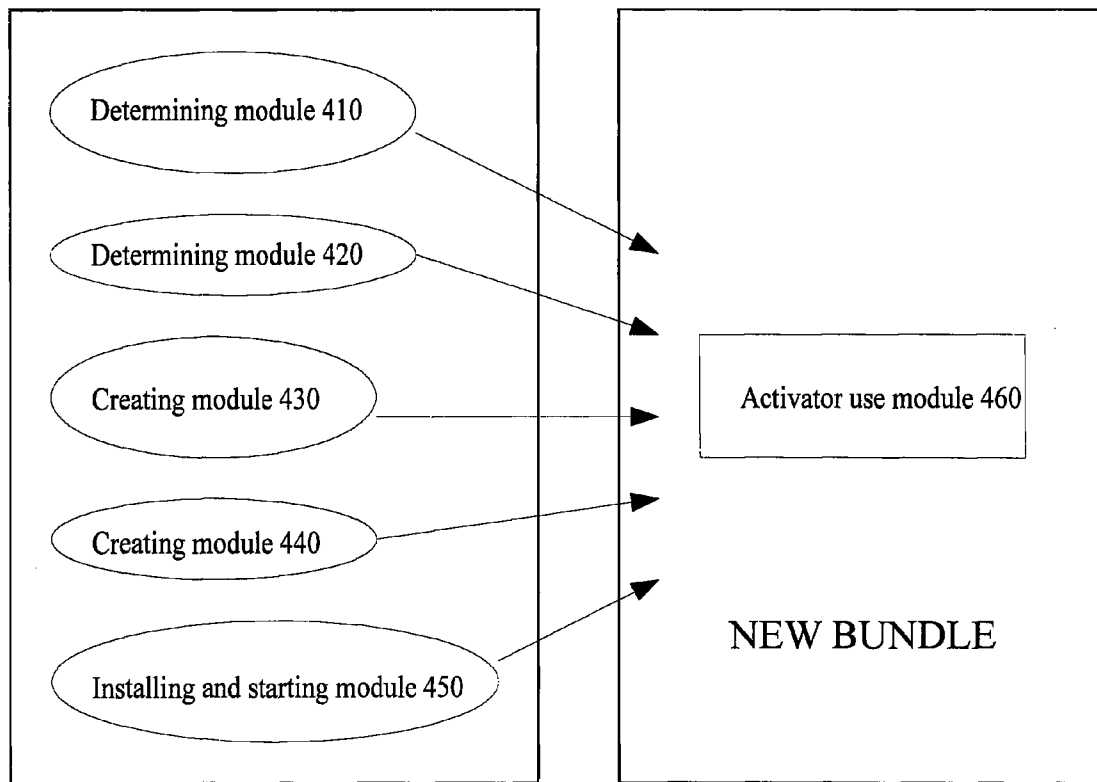 Determining module 410
Determining module 420
Creating module 430
Creating module 440
Installing and starting module 450
Activator use module 460
NEW BUNDLE